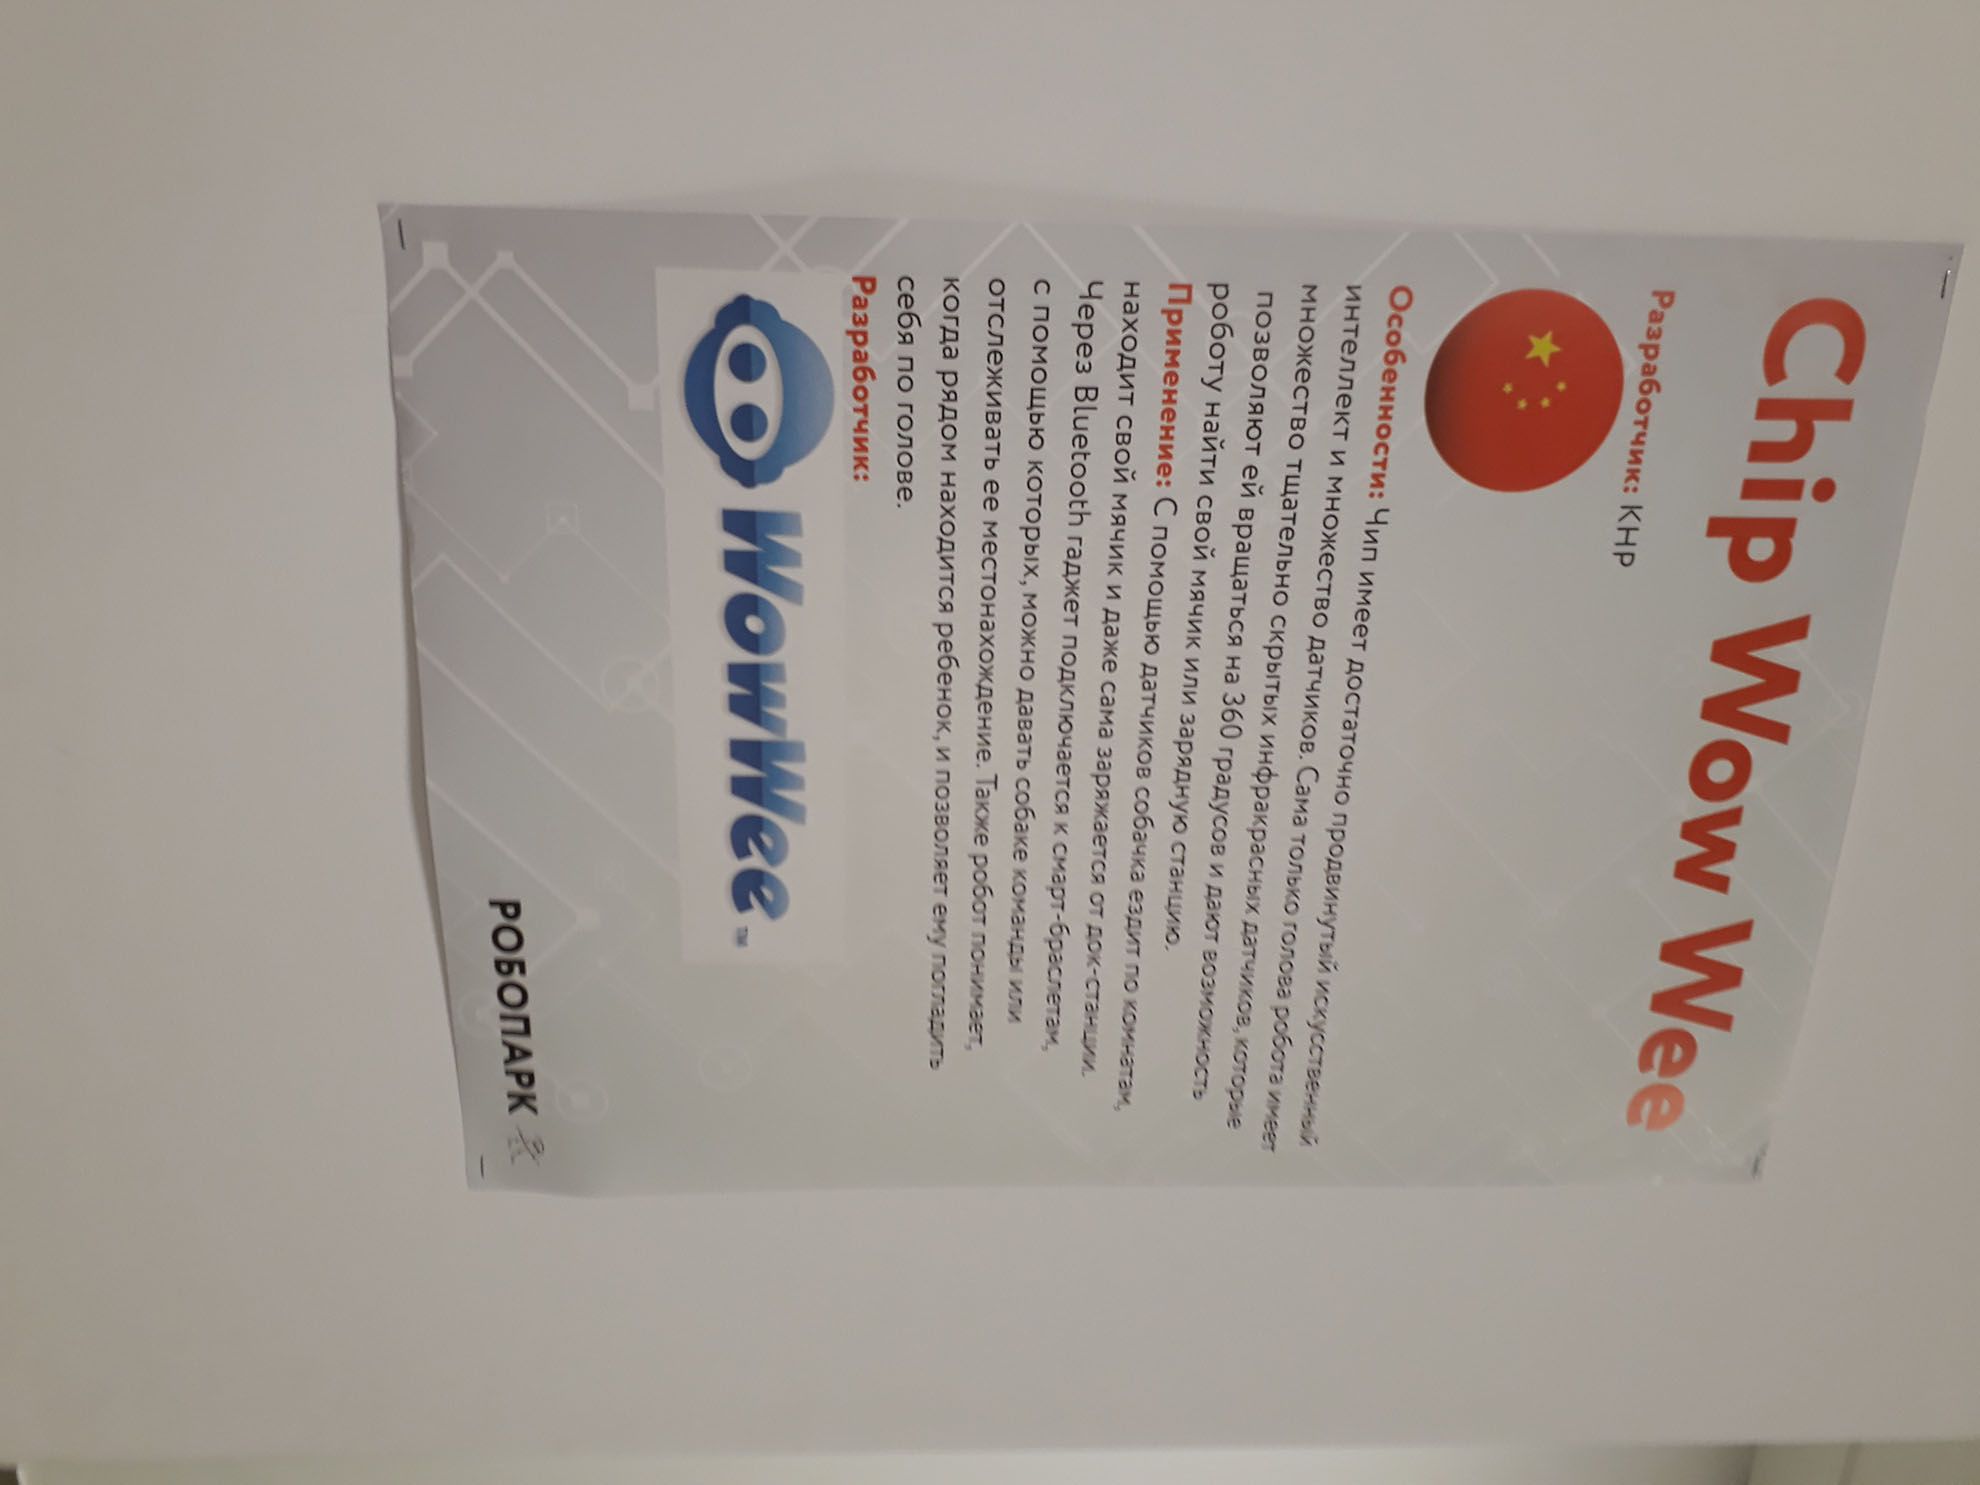 Chip Wow Wee
Разработчик: КНр
Особенности: Чип имеет достаточно продвинутый искусственный
интеллект и множество датчиков. Сама только голова робота имеет
множество тщательно скрытых инфракрасных датчиков, которые
позволяют ей вращаться на 360 градусов и дают возможность
роботу найти свой мячик или зарядную станцию.
Применение: С помощью датчиков собачка ездит по комнатам,
находит свой мячик и даже сама заряжается от док-станции.
Через Bluetooth гаджет подключается к смарт-браслетам,
с помощью которых, можно давать собаке команды или
отслеживать ее местонахождение. Также робот понимает,
когда рядом находится ребенок, и позволяет ему погладить
себя по голове.
Разработчик:
WowWee™
РОБОПАРК